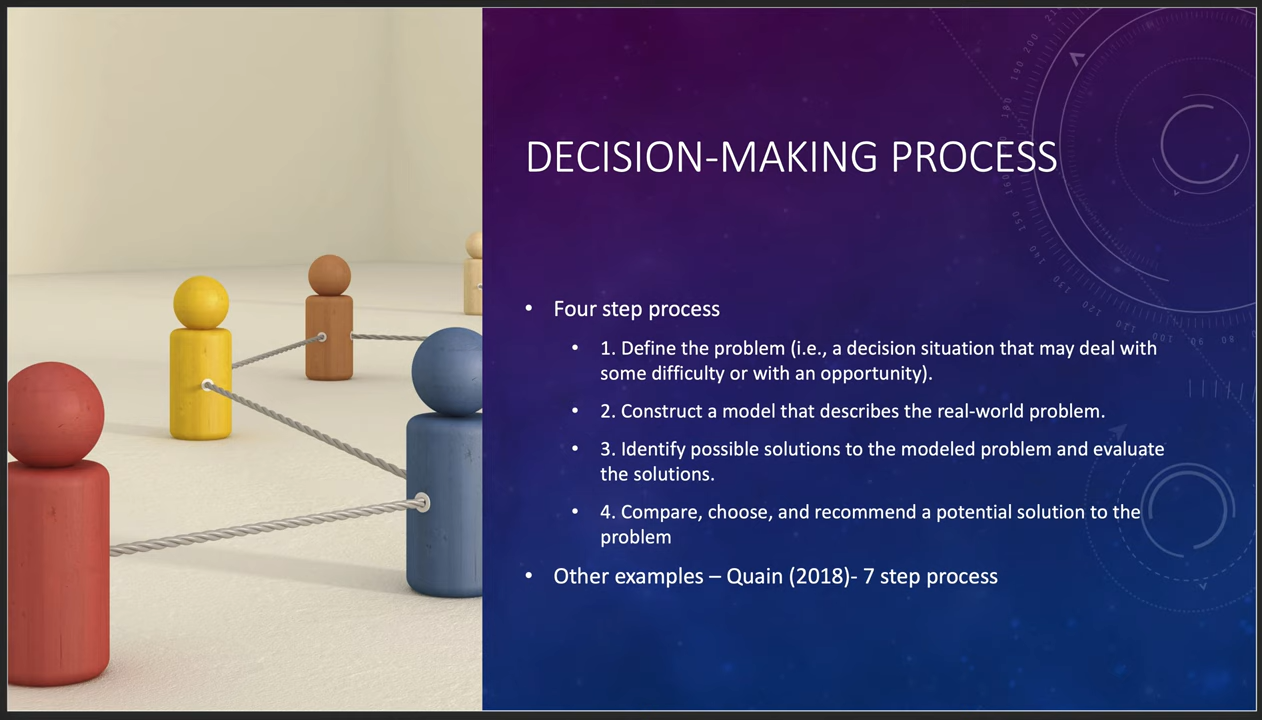 DECISION-MAKING PROCESS
• Four step process
• 1. Define the problem (i.e., a decision situation that may deal with
some difficulty or with an opportunity).
• 2. Construct a model that describes the real-world problem.
• 3. Identify possible solutions to the modeled problem and evaluate
the solutions.
• 4. Compare, choose, and recommend a potential solution to the
problem
• Other examples – Quain (2018)- 7 step process